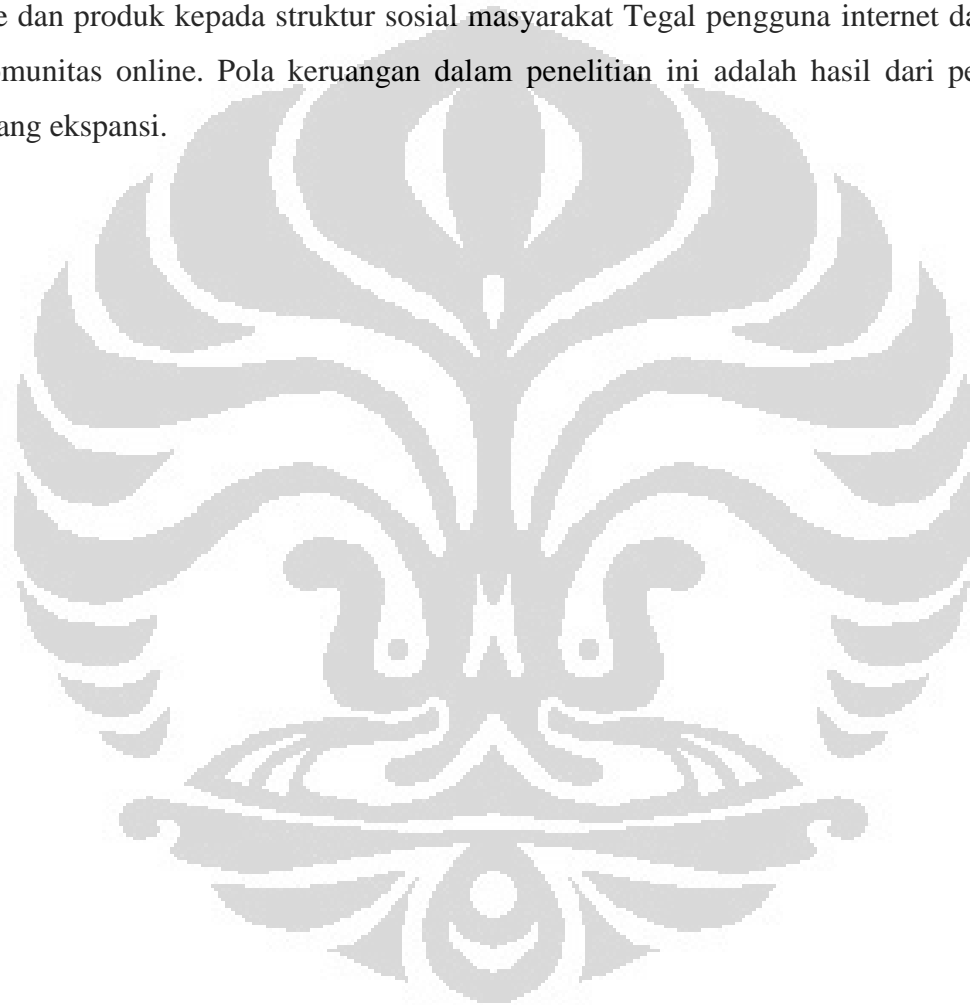 e dan produk kepada struktur sosial masyarakat Tegal pengguna internet da
omunitas online. Pola keruangan dalam penelitian ini adalah hasil dari pe
ang ekspansi.